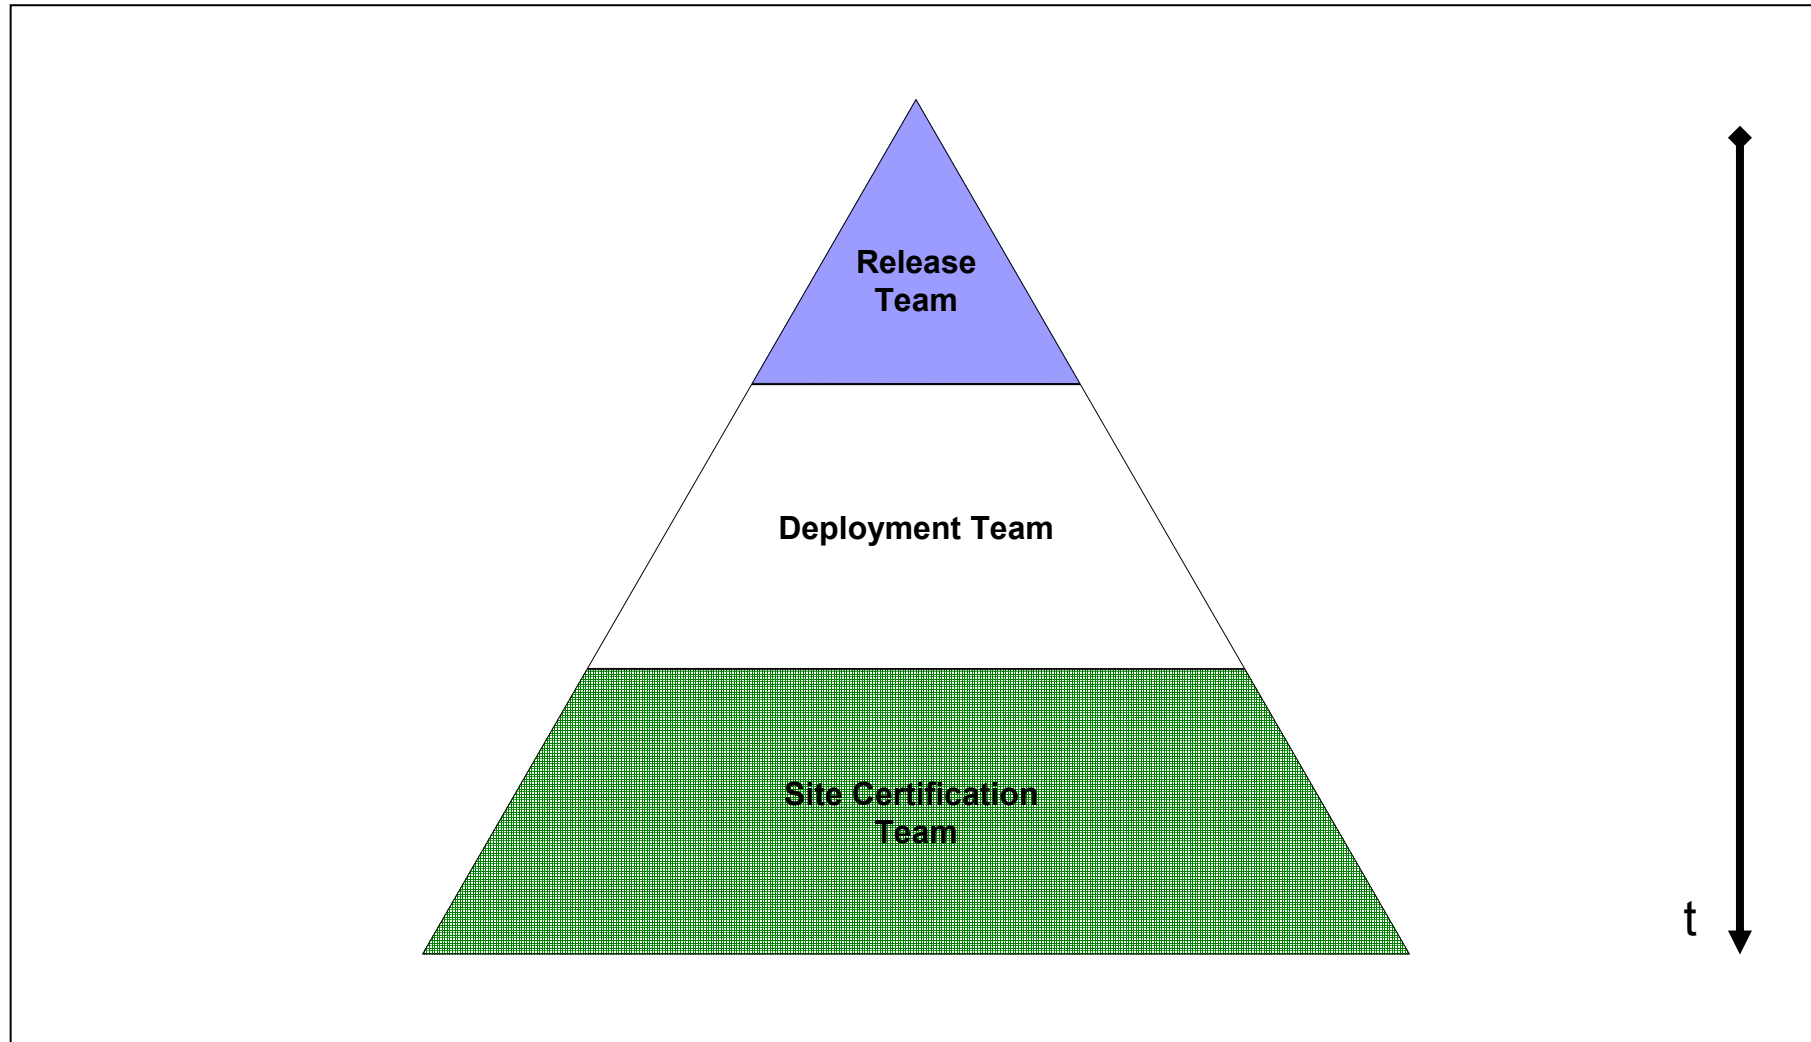 Release
Team
Deployment Team
Site Certification
Team
t